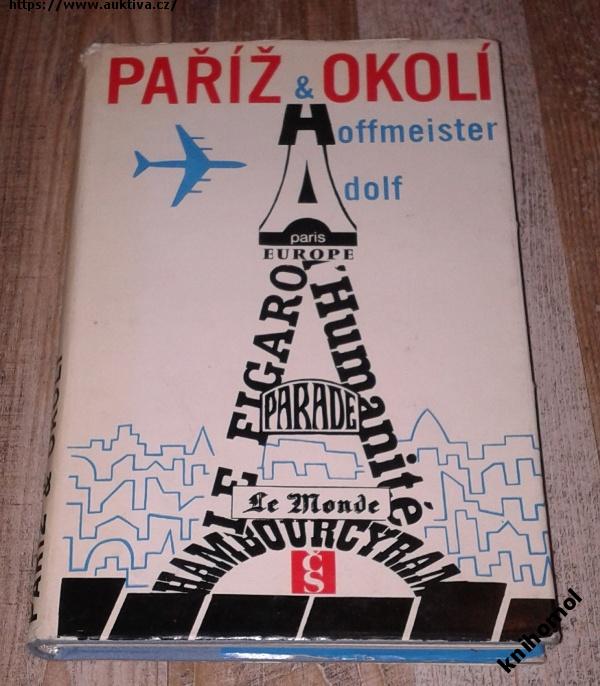 https://www.auktiva.cz/
PAŘÍŽ & OKOLÍ
Hoffmeister
Adolf
paris
EUROPE
LE FIGARO
l'Humanité
PARADE
Le Monde
HAMBOURCYRAN
ČS
PAŘÍŽ & OKOLÍ
knihomol